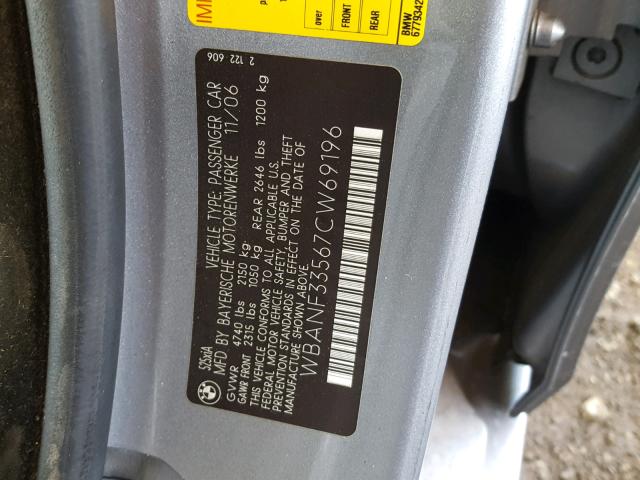 525xiA
VEHICLE TYPE: PASSENGER CAR
MFD BY BAYERISCHE MOTORENWERKE 11/06
GVWR 4740 lbs 2150 kg
GAWR FRONT 2315 lbs 1050 kg REAR 2646 lbs 1200 kg
THIS VEHICLE CONFORMS TO ALL APPLICABLE U.S.
FEDERAL MOTOR VEHICLE SAFETY, BUMPER AND THEFT
PREVENTION STANDARDS IN EFFECT ON THE DATE OF
MANUFACTURE SHOWN ABOVE.
WBANF33567CW69196
2 122 606
over
FRONT
REAR
BMW
6779342